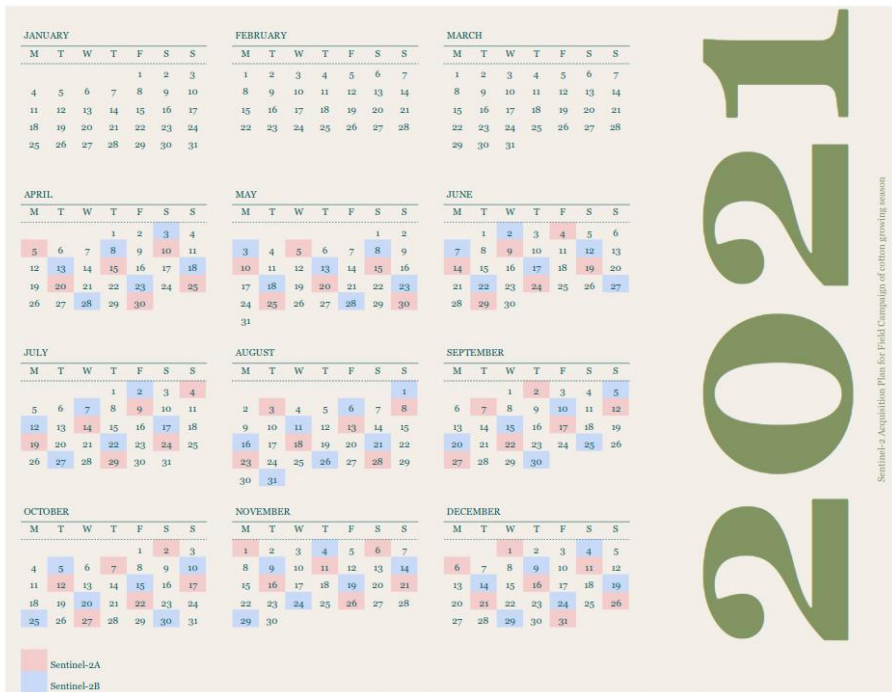 JANUARY
M T W T F S S
1 2 3
4 5 6 7 8 9 10
11 12 13 14 15 16 17
18 19 20 21 22 23 24
25 26 27 28 29 30 31
FEBRUARY
M T W T F S S
1 2 3 4 5 6 7
8 9 10 11 12 13 14
15 16 17 18 19 20 21
22 23 24 25 26 27 28
MARCH
M T W T F S S
1 2 3 4 5 6 7
8 9 10 11 12 13 14
15 16 17 18 19 20 21
22 23 24 25 26 27 28
29 30 31
APRIL
M T W T F S S
1 2 3 4
5 6 7 8 9 10 11
12 13 14 15 16 17 18
19 20 21 22 23 24 25
26 27 28 29 30
MAY
M T W T F S S
1 2
3 4 5 6 7 8 9
10 11 12 13 14 15 16
17 18 19 20 21 22 23
24 25 26 27 28 29 30
31
JUNE
M T W T F S S
1 2 3 4 5 6
7 8 9 10 11 12 13
14 15 16 17 18 19 20
21 22 23 24 25 26 27
28 29 30
JULY
M T W T F S S
1 2 3 4
5 6 7 8 9 10 11
12 13 14 15 16 17 18
19 20 21 22 23 24 25
26 27 28 29 30 31
AUGUST
M T W T F S S
1
2 3 4 5 6 7 8
9 10 11 12 13 14 15
16 17 18 19 20 21 22
23 24 25 26 27 28 29
30 31
SEPTEMBER
M T W T F S S
1 2 3 4 5
6 7 8 9 10 11 12
13 14 15 16 17 18 19
20 21 22 23 24 25 26
27 28 29 30
OCTOBER
M T W T F S S
1 2 3
4 5 6 7 8 9 10
11 12 13 14 15 16 17
18 19 20 21 22 23 24
25 26 27 28 29 30 31
NOVEMBER
M T W T F S S
1 2 3 4 5 6 7
8 9 10 11 12 13 14
15 16 17 18 19 20 21
22 23 24 25 26 27 28
29 30
DECEMBER
M T W T F S S
1 2 3 4 5
6 7 8 9 10 11 12
13 14 15 16 17 18 19
20 21 22 23 24 25 26
27 28 29 30 31
Sentinel-2A
Sentinel-2B
2021
Sentinel-2 Acquisition Plan for Field Campaign of cotton growing season